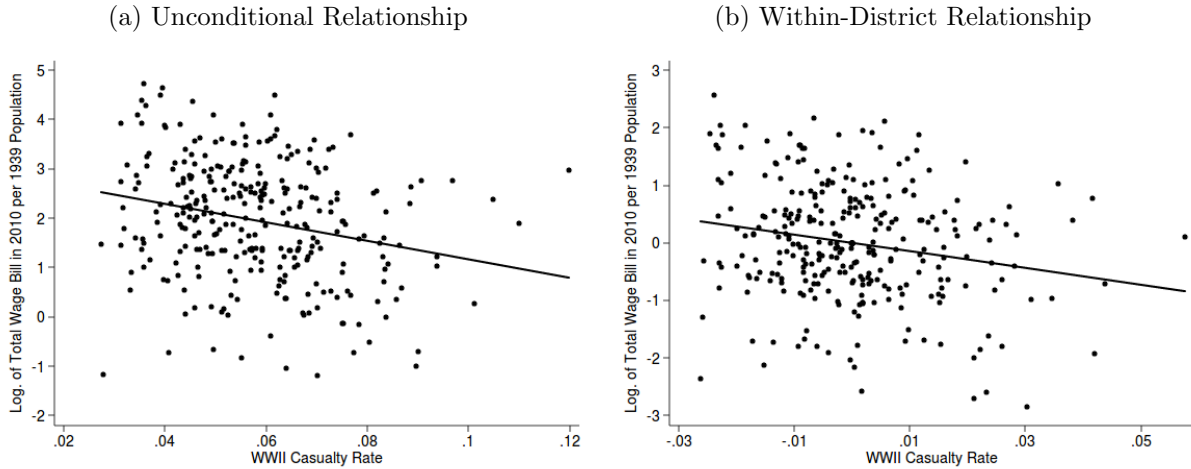 (a) Unconditional Relationship
Log. of Total Wage Bill in 2010 per 1939 Population
5
4
3
2
1
0
-1
-2
.02 .04 .06 .08 .1 .12
WWII Casualty Rate
(b) Within-District Relationship
Log. of Total Wage Bill in 2010 per 1939 Population
3
2
1
0
-1
-2
-3
-.03 -.01 .01 .03 .05
WWII Casualty Rate